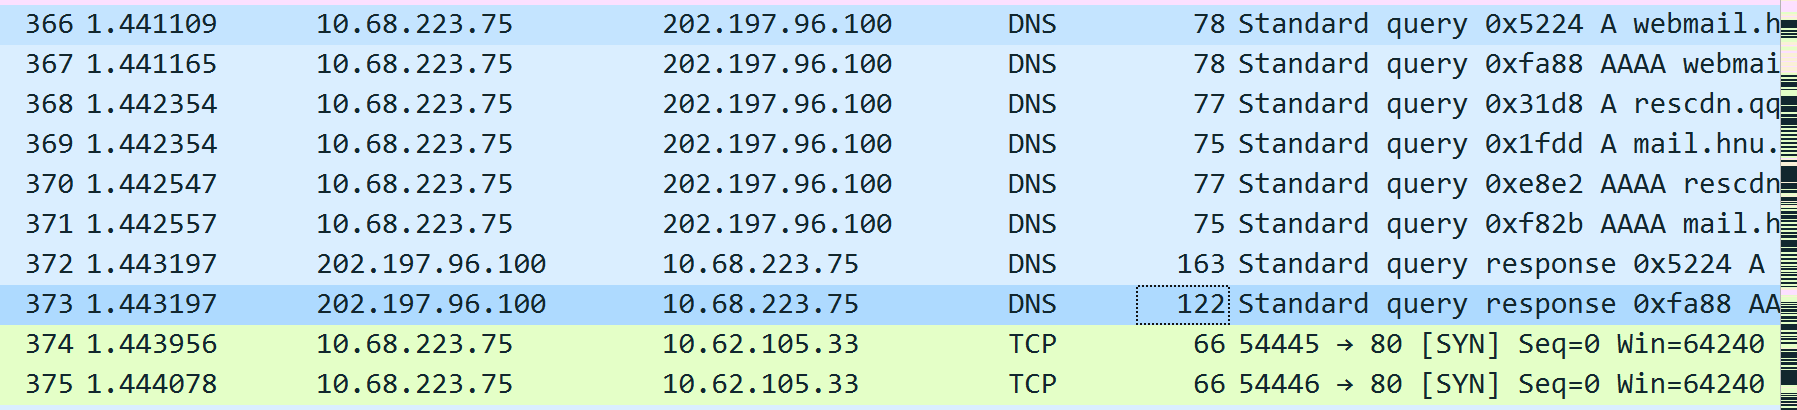 366 1.441109 10.68.223.75 202.197.96.100 DNS 78 Standard query 0x5224 A webmail.h
367 1.441165 10.68.223.75 202.197.96.100 DNS 78 Standard query 0xfa88 AAAA webmai
368 1.442354 10.68.223.75 202.197.96.100 DNS 77 Standard query 0x31d8 A rescdn.qq
369 1.442354 10.68.223.75 202.197.96.100 DNS 75 Standard query 0x1fdd A mail.hnu.
370 1.442547 10.68.223.75 202.197.96.100 DNS 77 Standard query 0xe8e2 AAAA rescdn
371 1.442557 10.68.223.75 202.197.96.100 DNS 75 Standard query 0xf82b AAAA mail.h
372 1.443197 202.197.96.100 10.68.223.75 DNS 163 Standard query response 0x5224 A
373 1.443197 202.197.96.100 10.68.223.75 DNS 122 Standard query response 0xfa88 AA
374 1.443956 10.68.223.75 10.62.105.33 TCP 66 54445 → 80 [SYN] Seq=0 Win=64240
375 1.444078 10.68.223.75 10.62.105.33 TCP 66 54446 → 80 [SYN] Seq=0 Win=64240